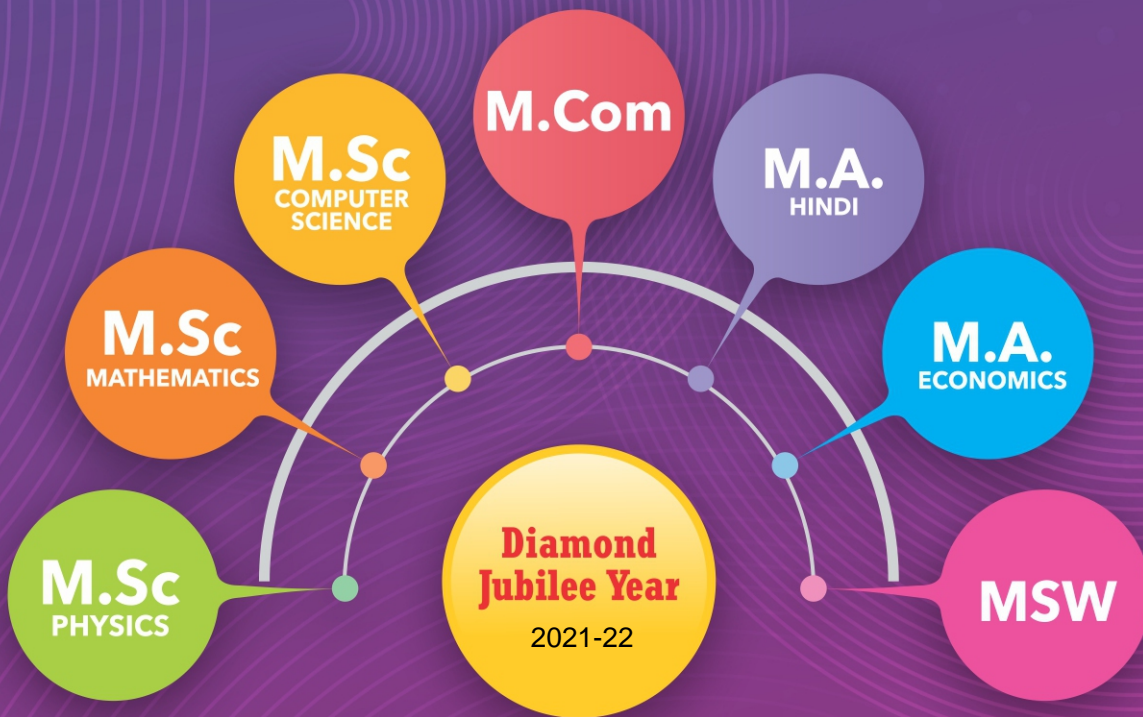 M.Com
M.Sc
COMPUTER
SCIENCE
M.A.
HINDI
M.Sc
MATHEMATICS
M.A.
ECONOMICS
M.Sc
PHYSICS
Diamond
Jubilee Year
2021-22
MSW